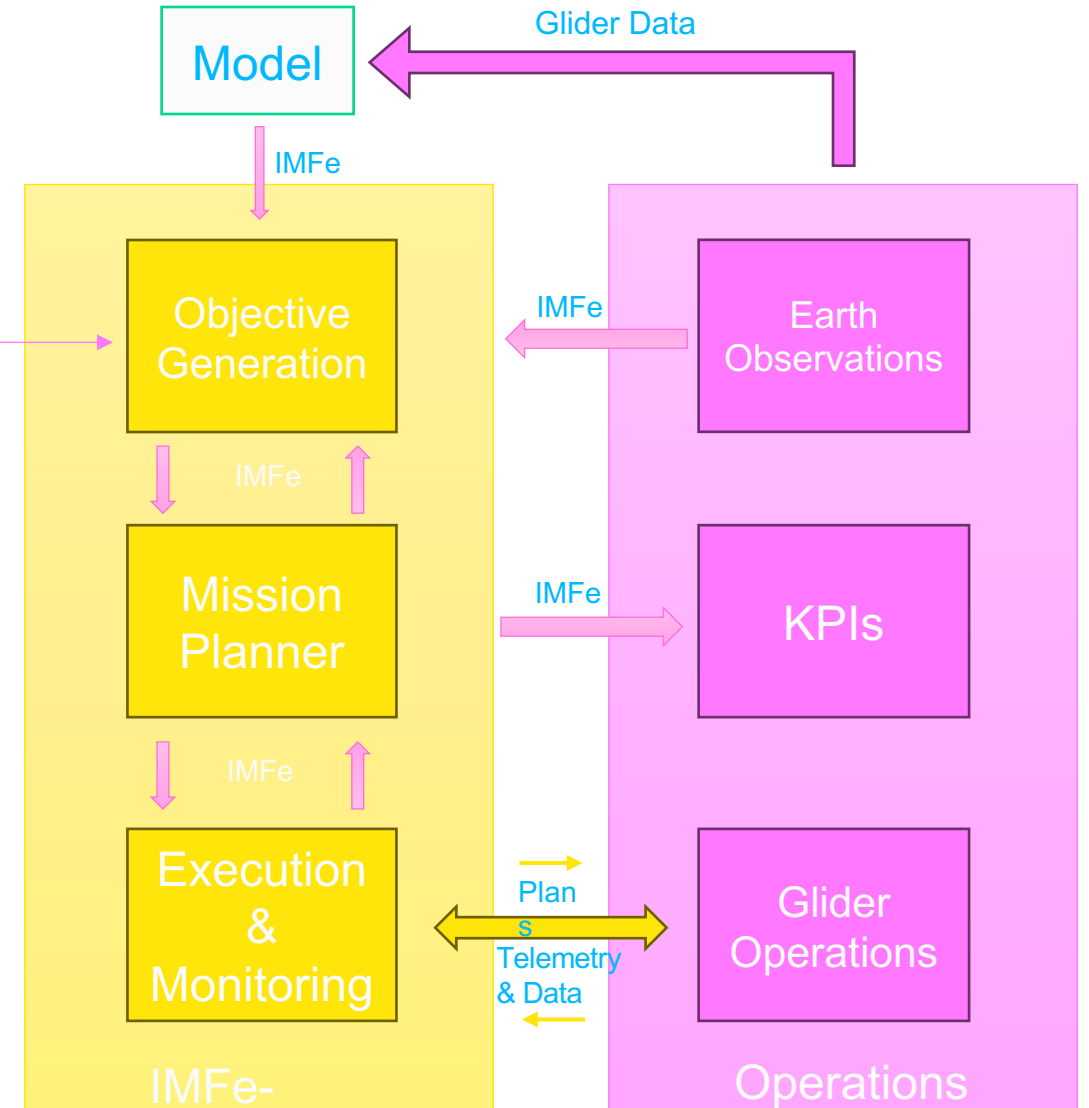 Glider Data
Model
IMFe
Objective
Generation
IMFe
Earth
Observations
IMFe
Mission
Planner
IMFe
KPIs
IMFe
Execution
&
Monitoring
Plan
s
Telemetry
& Data
Glider
Operations
IMFe-
Operations